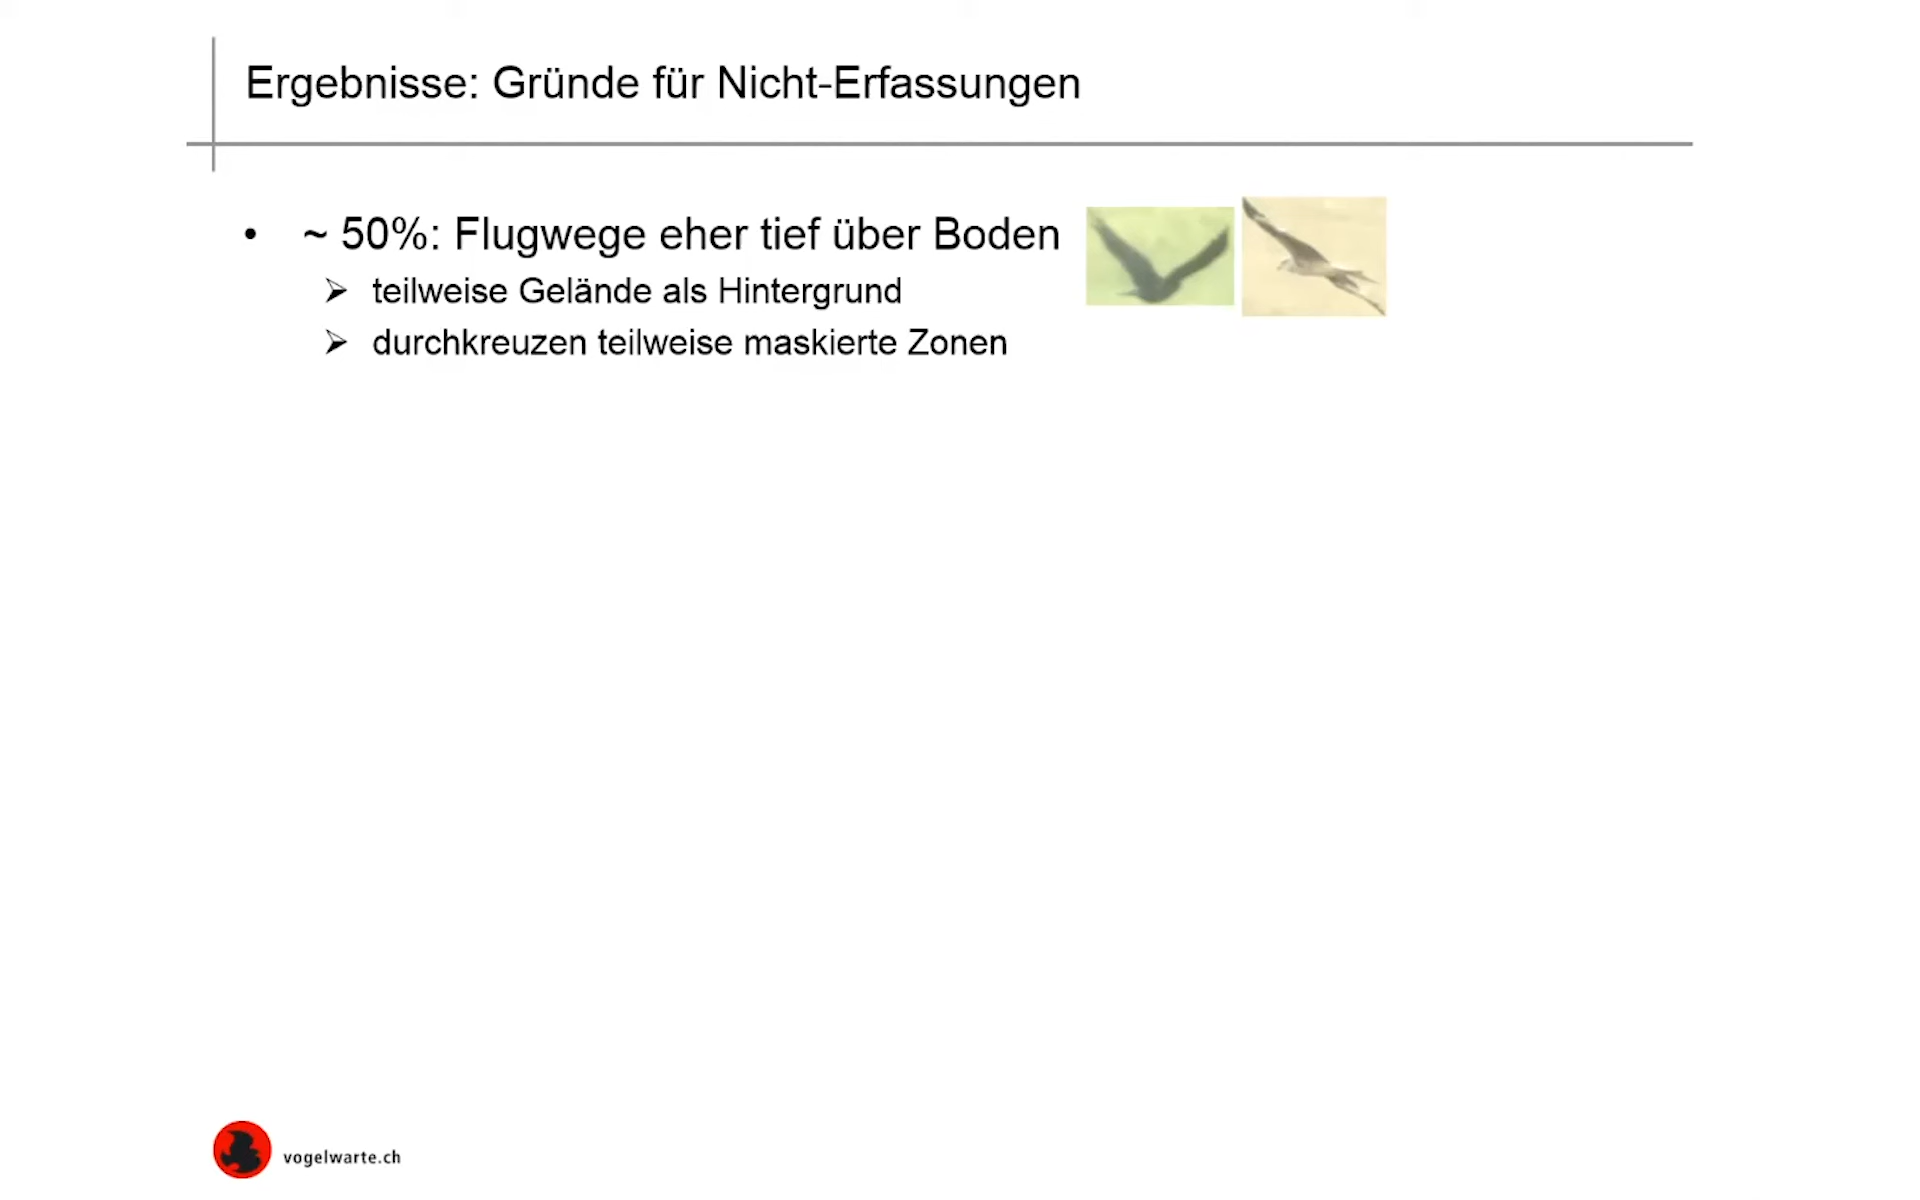 Ergebnisse: Gründe für Nicht-Erfassungen
• ~ 50%: Flugwege eher tief über Boden
➢ teilweise Gelände als Hintergrund
➢ durchkreuzen teilweise maskierte Zonen
vogelwarte.ch